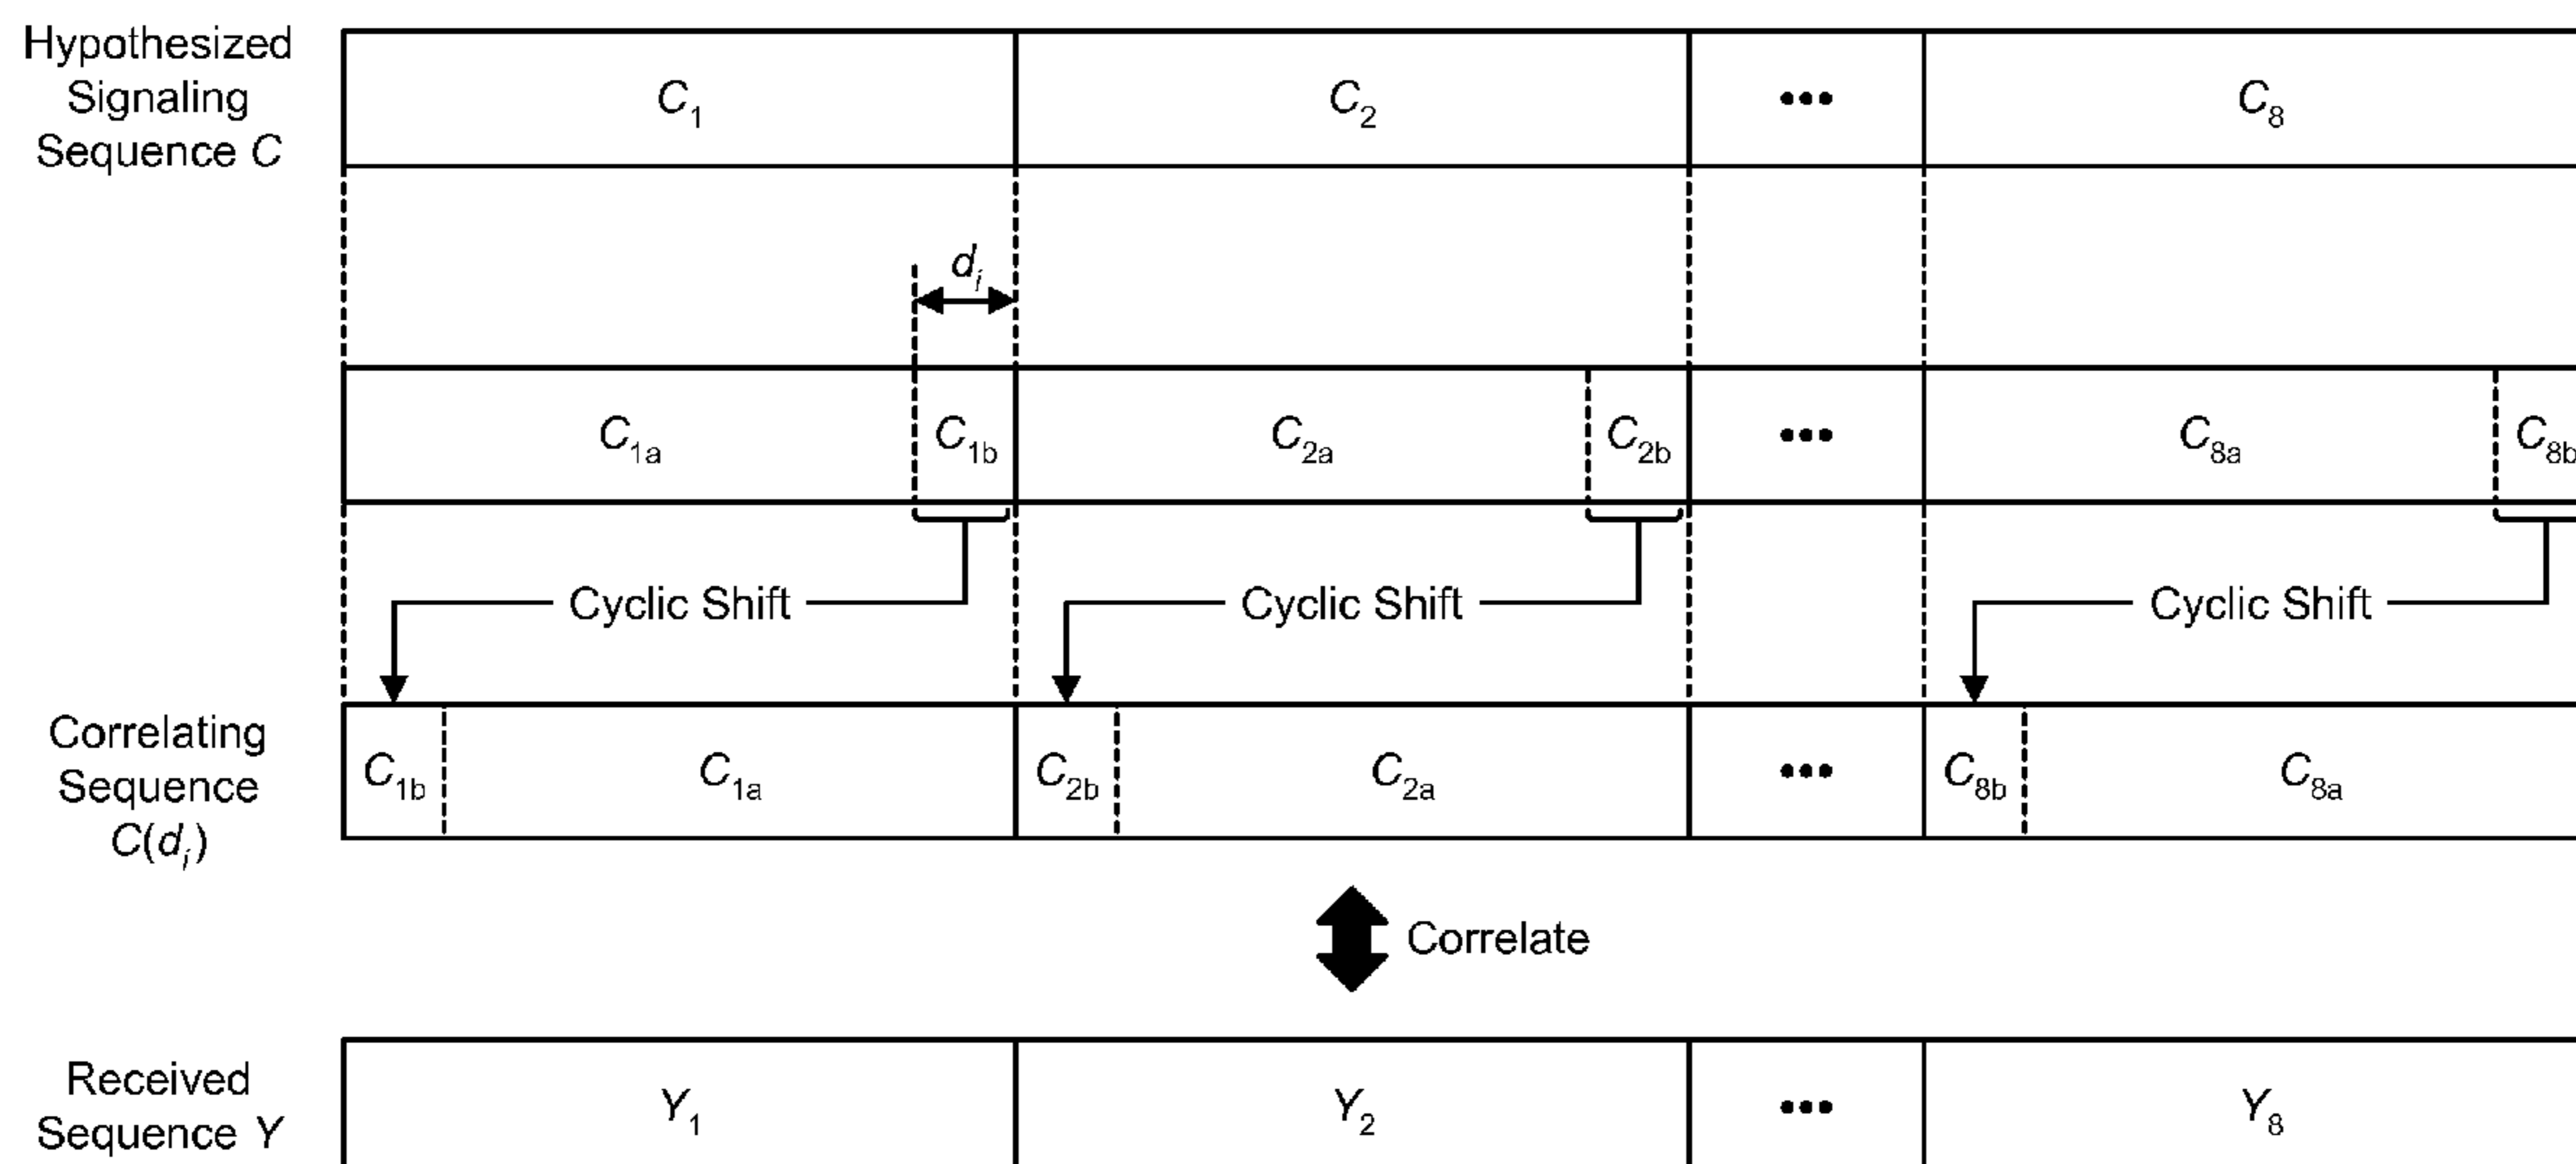 Hypothesized
Signaling
Sequence C
C1
C2
•••
C8
di
C1a
C1b
C2a
C2b
•••
C8a
C8b
Cyclic Shift
Cyclic Shift
Cyclic Shift
Correlating
Sequence
C(di)
C1b
C1a
C2b
C2a
•••
C8b
C8a
Correlate
Received
Sequence Y
Y1
Y2
•••
Y8